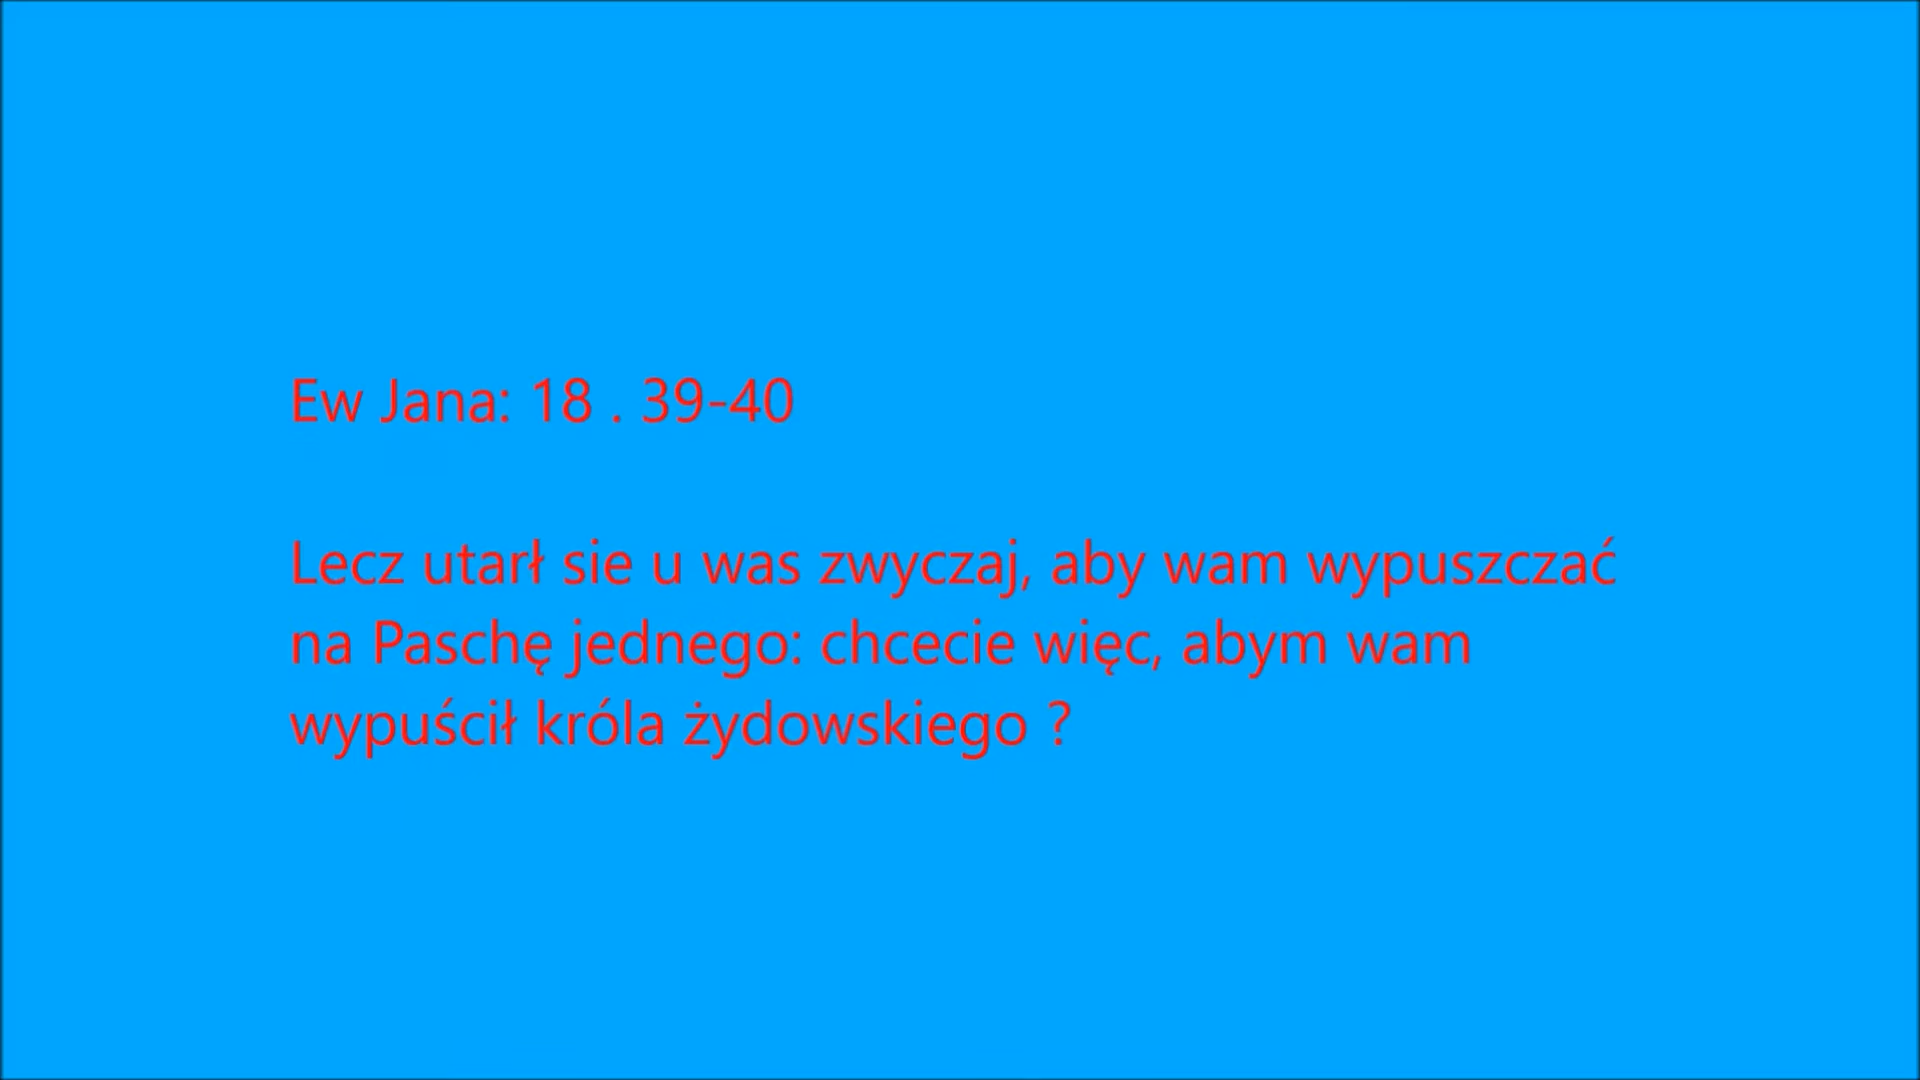 Ew Jana: 18 . 39-40
Lecz utarł sie u was zwyczaj, aby wam wypuszczać
na Paschę jednego: chcecie więc, abym wam
wypuścił króla żydowskiego ?